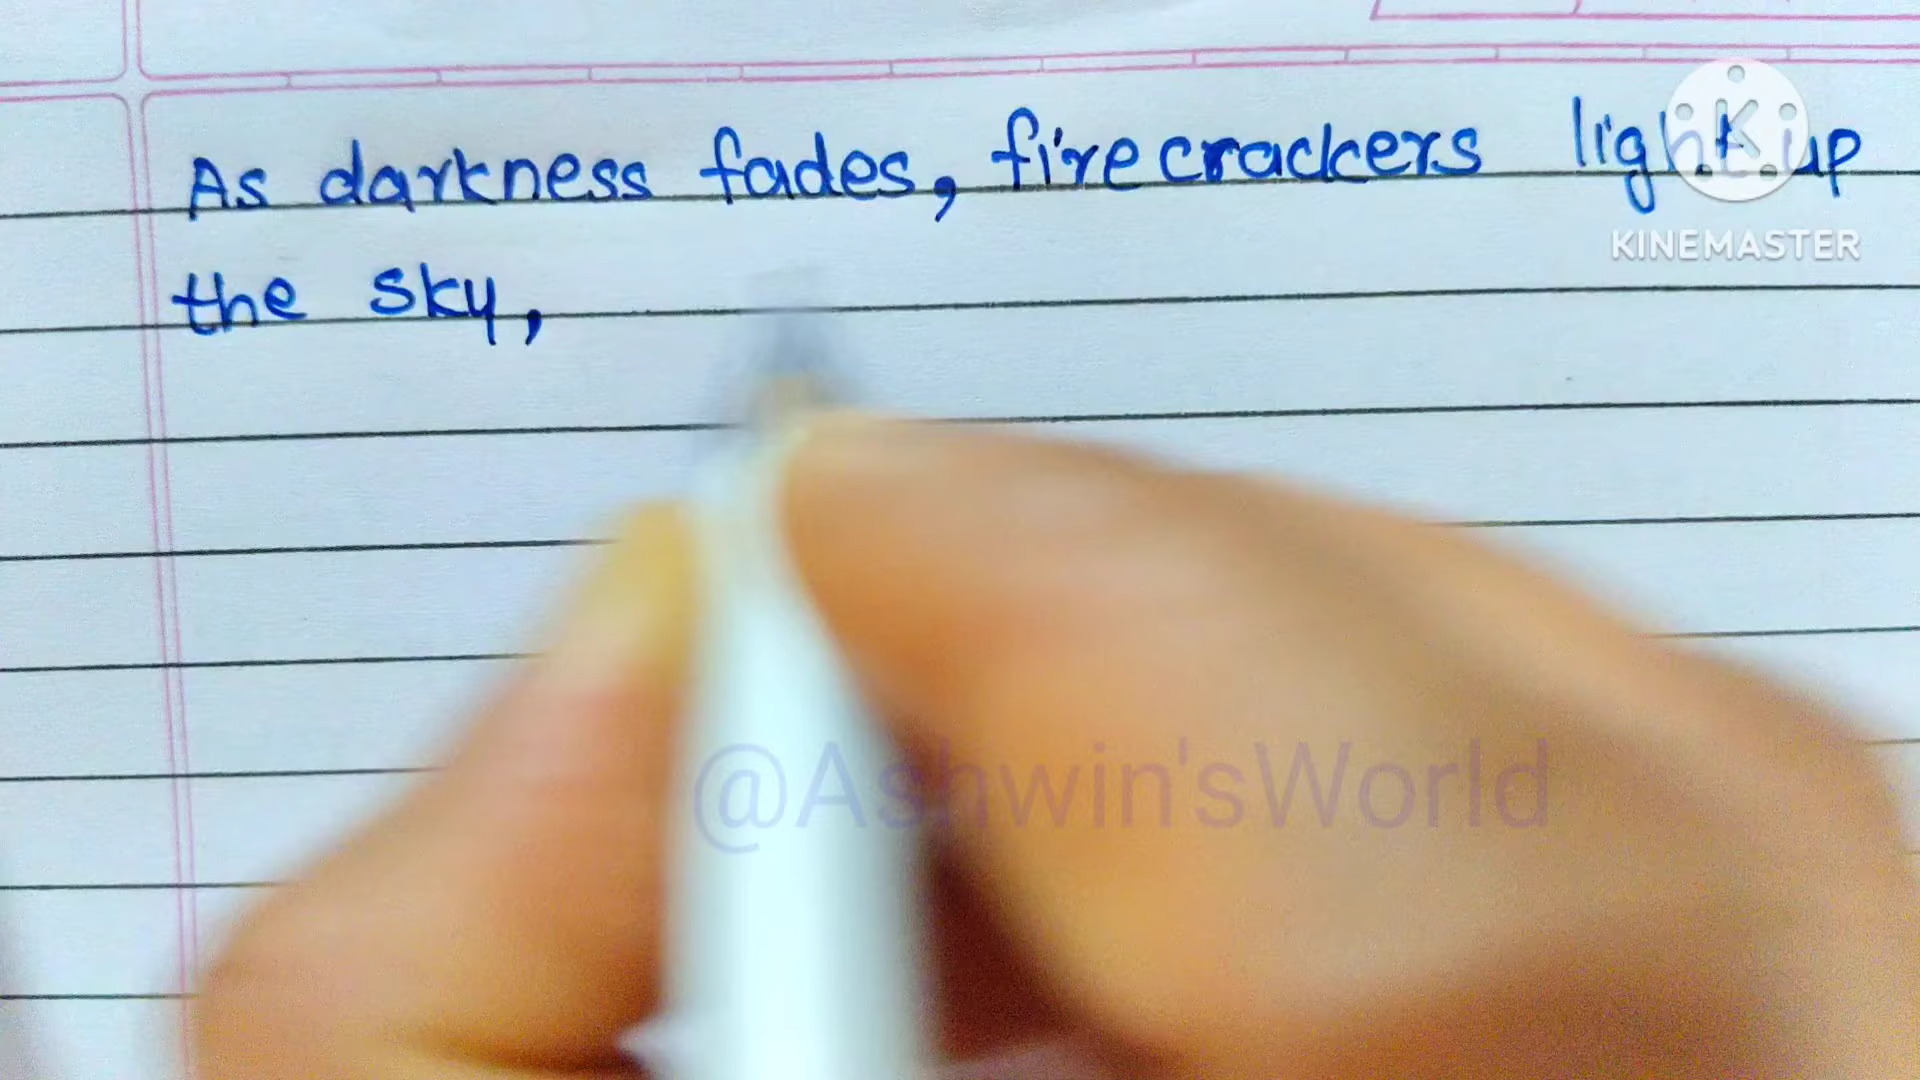 As darkness fades, firecrackers light up
KINEMASTER
the sky,
@Ashwin'sWorld